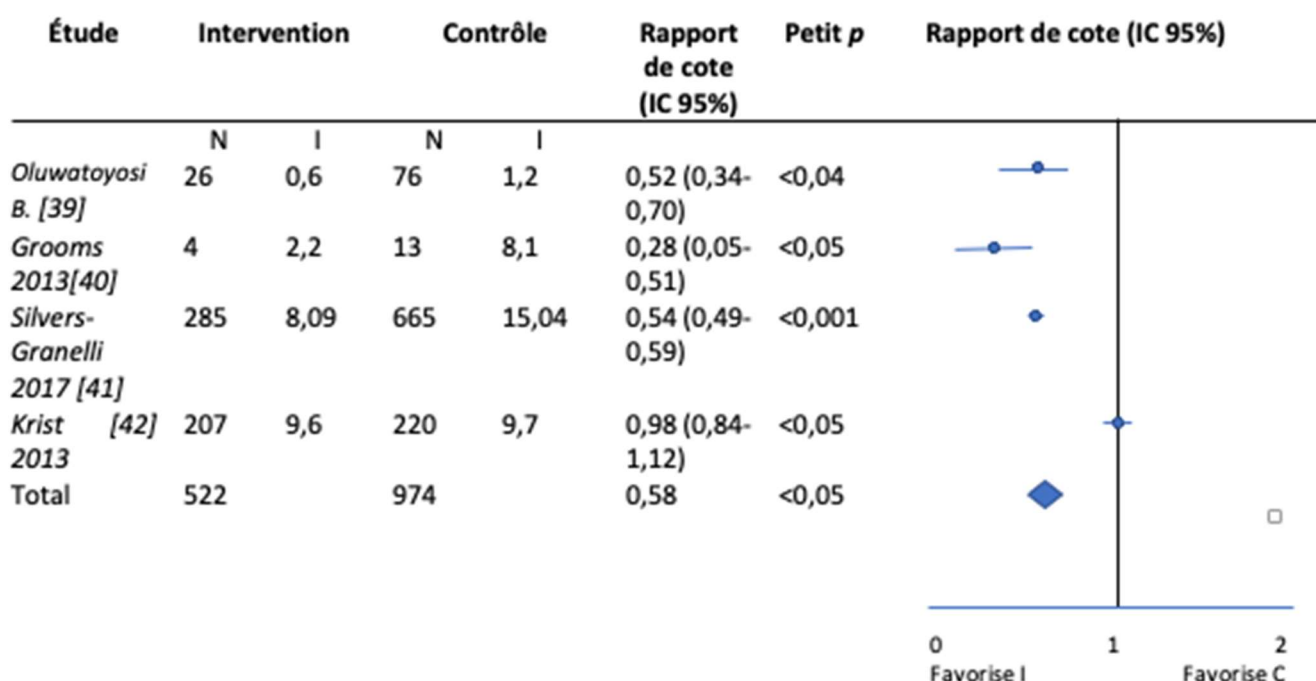 Étude Intervention Contrôle Rapport de cote (IC 95%) Petit p Rapport de cote (IC 95%)
N I N I
Oluwatoyosi B. [39] 26 0,6 76 1,2 0,52 (0,34-0,70) <0,04
Grooms 2013[40] 4 2,2 13 8,1 0,28 (0,05-0,51) <0,05
Silvers-Granelli 2017 [41] 285 8,09 665 15,04 0,54 (0,49-0,59) <0,001
Krist [42] 2013 207 9,6 220 9,7 0,98 (0,84-1,12) <0,05
Total 522 974 0,58 <0,05
0 1 2
Favorise I Favorise C